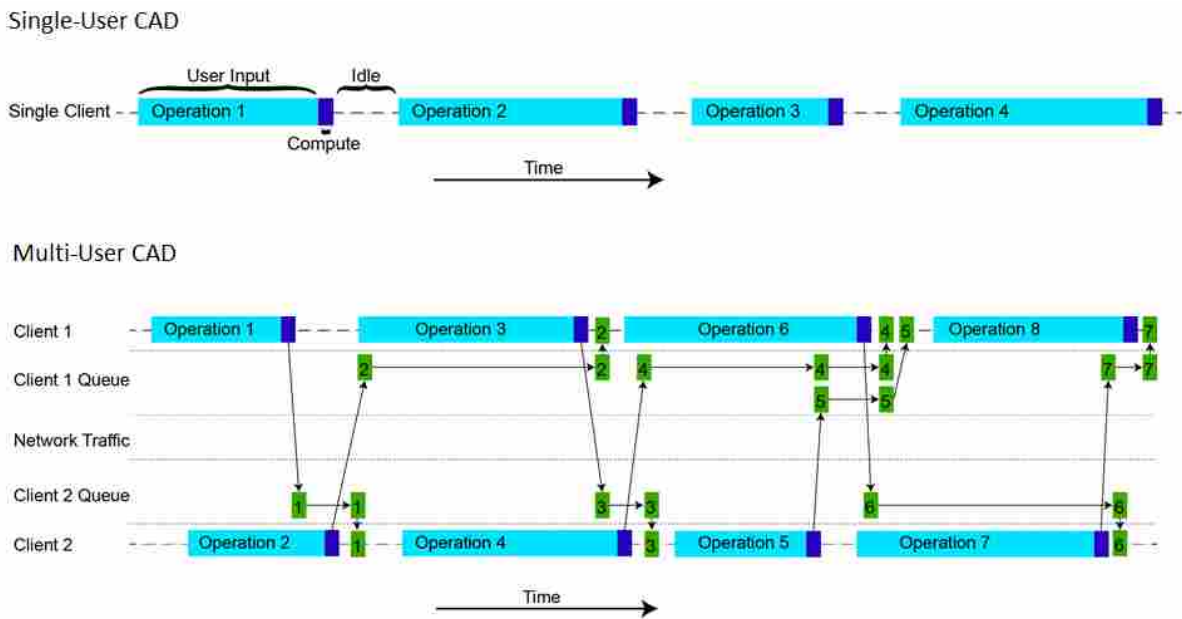 Single-User CAD
User Input Idle
Single Client Operation 1 Operation 2 Operation 3 Operation 4
Compute
Time
Multi-User CAD
Client 1 Operation 1 Operation 3 2 Operation 6 4 5 Operation 8 7
Client 1 Queue 2 2 4 4 4 7 7
5 5
Network Traffic
Client 2 Queue 1 1 3 3 6 6
Client 2 Operation 2 1 Operation 4 3 Operation 5 Operation 7 6
Time